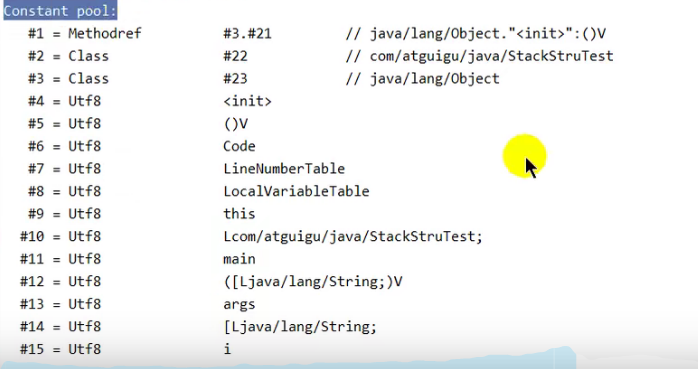 Constant pool:
#1 = Methodref #3.#21 // java/lang/Object."<init>":()V
#2 = Class #22 // com/atguigu/java/StackStruTest
#3 = Class #23 // java/lang/Object
#4 = Utf8 <init>
#5 = Utf8 ()V
#6 = Utf8 Code
#7 = Utf8 LineNumberTable
#8 = Utf8 LocalVariableTable
#9 = Utf8 this
#10 = Utf8 Lcom/atguigu/java/StackStruTest;
#11 = Utf8 main
#12 = Utf8 ([Ljava/lang/String;)V
#13 = Utf8 args
#14 = Utf8 [Ljava/lang/String;
#15 = Utf8 i